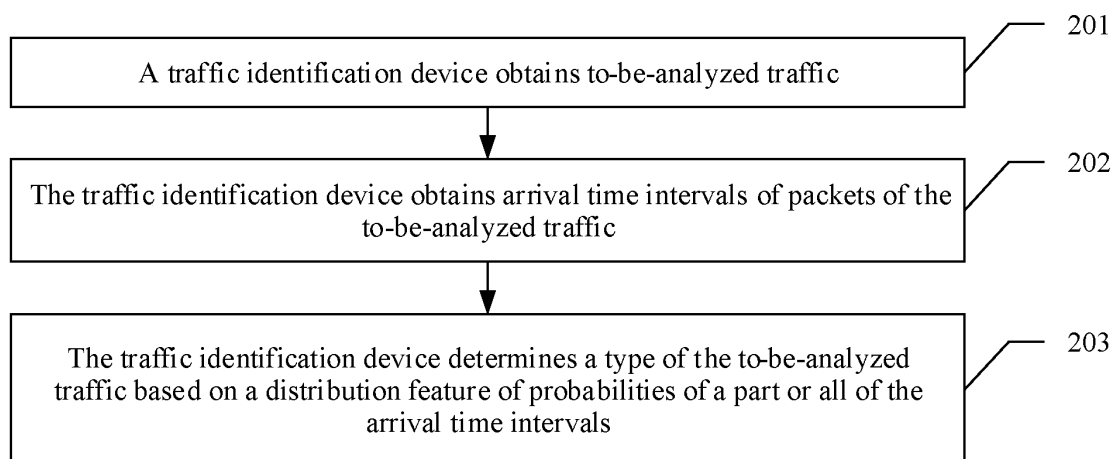 201
A traffic identification device obtains to-be-analyzed traffic
202
The traffic identification device obtains arrival time intervals of packets of the
to-be-analyzed traffic
203
The traffic identification device determines a type of the to-be-analyzed
traffic based on a distribution feature of probabilities of a part or all of the
arrival time intervals